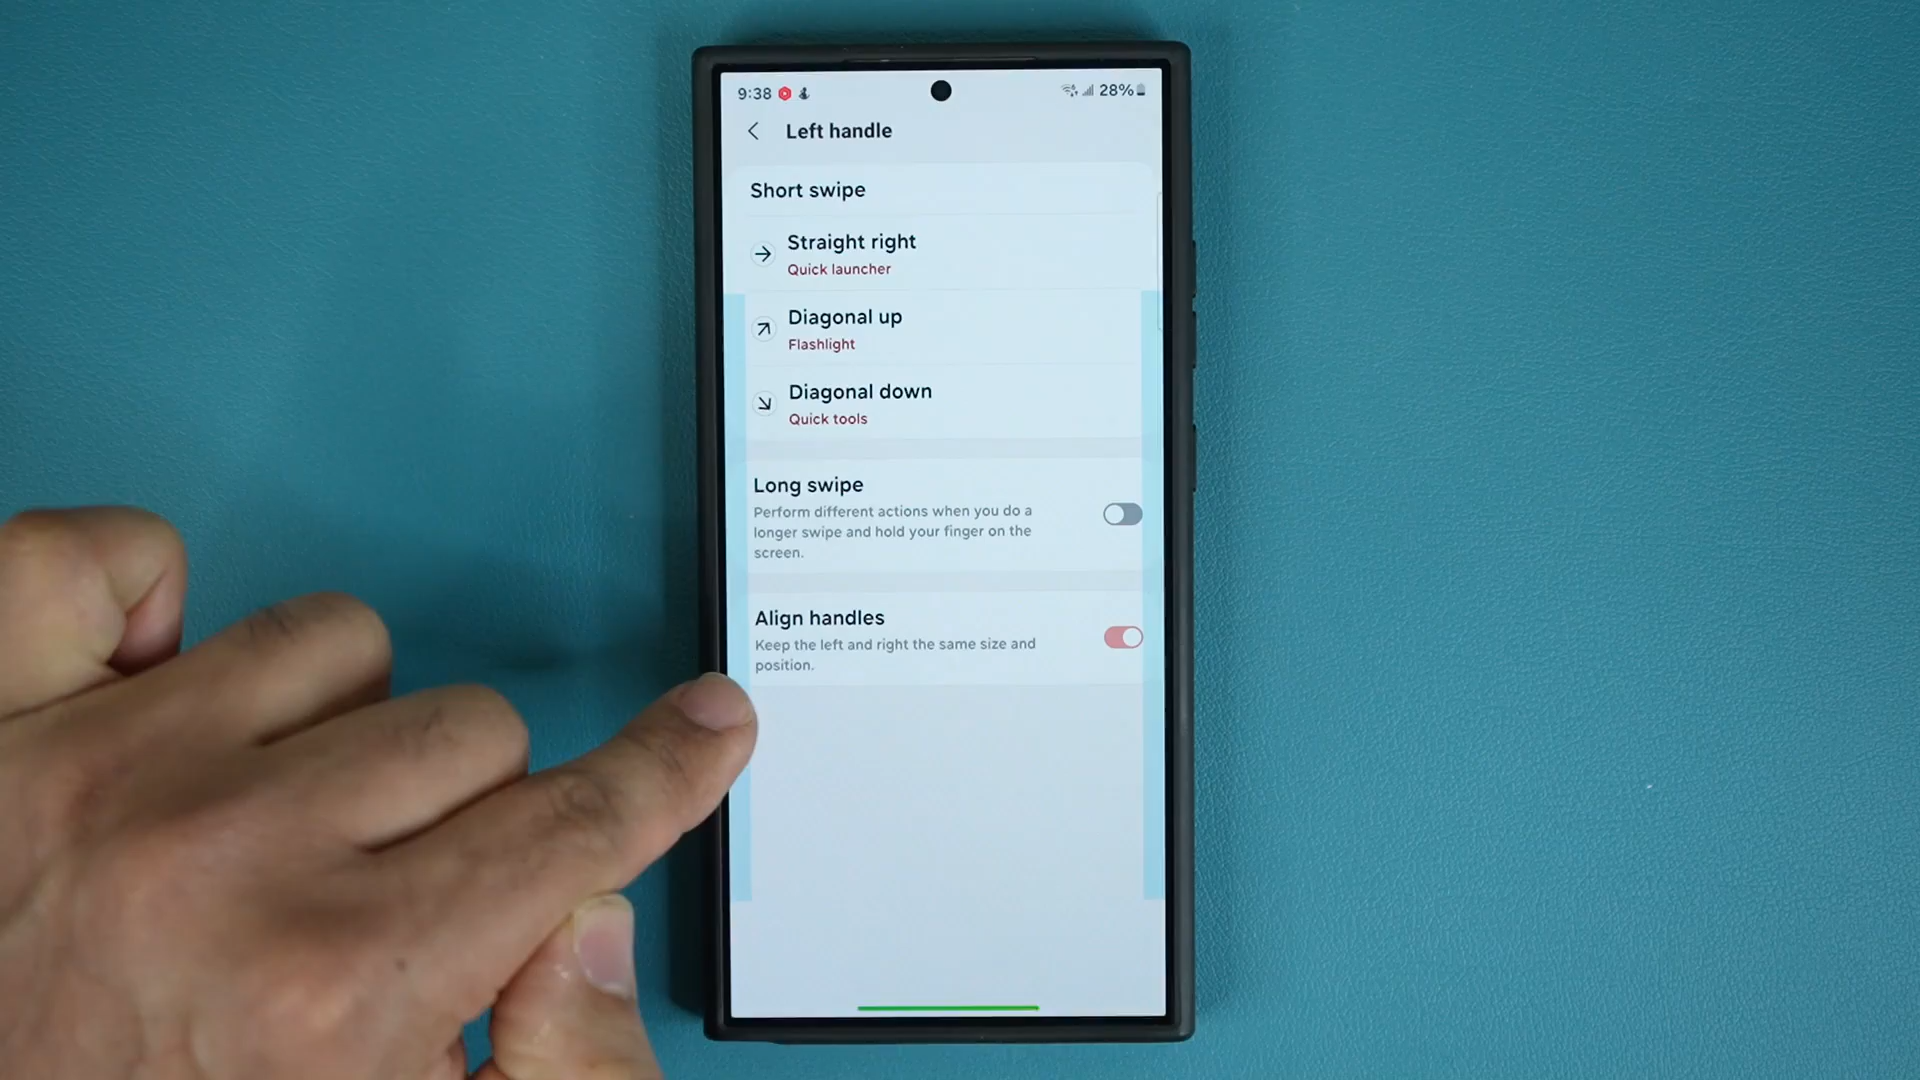 9:38
28%
Left handle
Short swipe
Straight right
Quick launcher
Diagonal up
Flashlight
Diagonal down
Quick tools
Long swipe
Perform different actions when you do a
longer swipe and hold your finger on the
screen.
Align handles
Keep the left and right the same size and
position.